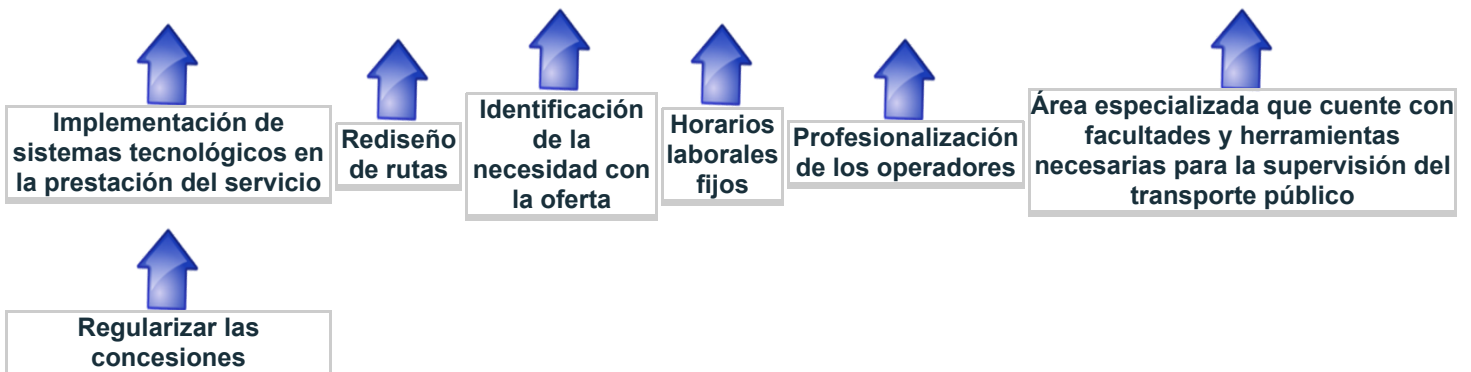 Implementación de
sistemas tecnológicos en
la prestación del servicio
Rediseño
de rutas
Identificación
de la
necesidad con
la oferta
Horarios
laborales
fijos
Profesionalización
de los operadores
Área especializada que cuente con
facultades y herramientas
necesarias para la supervisión del
transporte público
Regularizar las
concesiones